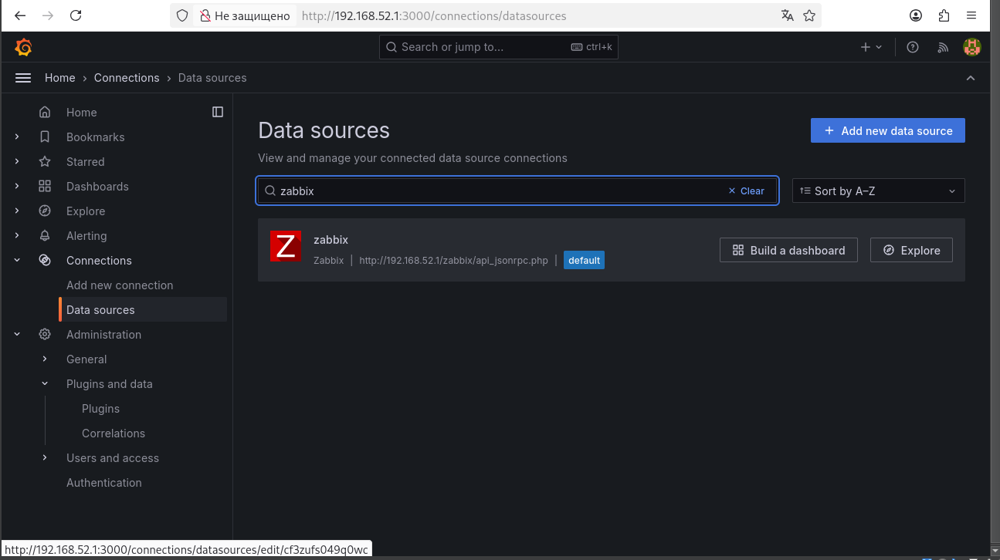 Не защищено http://192.168.52.1:3000/connections/datasources
Search or jump to... ctrl+k
Home › Connections › Data sources
Home
Bookmarks
Starred
Dashboards
Explore
Alerting
Connections
Add new connection
Data sources
Administration
General
Plugins and data
Plugins
Correlations
Users and access
Authentication
Data sources
Add new data source
View and manage your connected data source connections
zabbix Clear
Sort by A–Z
Z
zabbix
Zabbix | http://192.168.52.1/zabbix/api_jsonrpc.php | default
Build a dashboard
Explore
http://192.168.52.1:3000/connections/datasources/edit/cf3zufs049q0wc